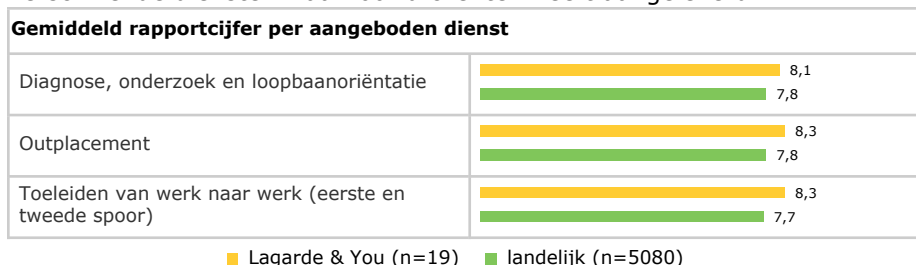 Gemiddeld rapportcijfer per aangeboden dienst
Diagnose, onderzoek en loopbaanoriëntatie
8,1
7,8
Outplacement
8,3
7,8
Toeleiden van werk naar werk (eerste en
tweede spoor)
8,3
7,7
Lagarde & You (n=19) landelijk (n=5080)